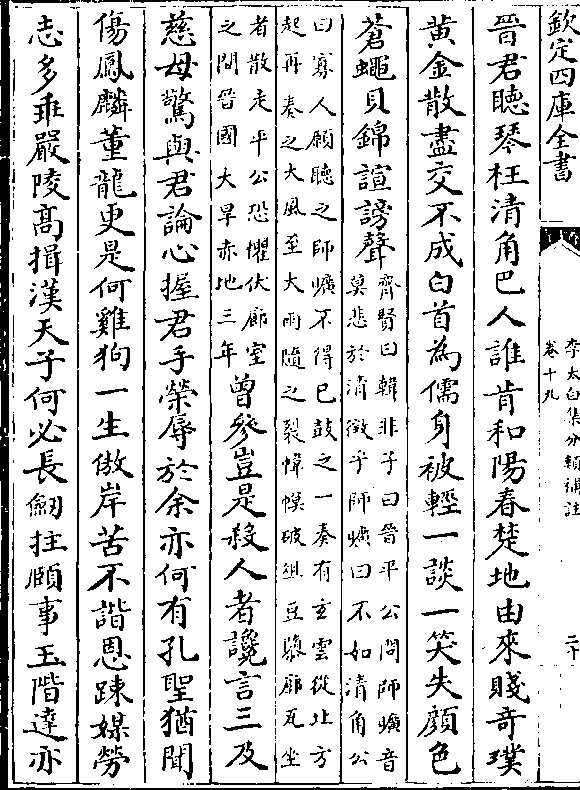 欽定四庫全書
李太白集分類補註
卷十九
二十
晉君聽琴枉清角巴人誰肯和陽春楚地由來賤奇璞
黄金散盡交不成白首為儒身被輕一談一笑失顔色
蒼蠅貝錦諠謗聲
齊賢曰韓非子曰晉平公問師曠音
莫悲於清徵乎師曠曰不如清角公
曰寡人願聽之師曠不得已鼓之一奏有玄雲從北方
起再奏之大風至大雨隨之裂帷幙破俎豆隳廊瓦坐
者散走平公恐懼伏廊室
之間晉國大旱赤地三年
曾參豈是殺人者讒言三及
慈母驚與君論心握君手榮辱於余亦何有孔聖猶聞
傷鳳麟董龍更是何雞狗一生傲岸苦不諧恩踈媒勞
志多乖嚴陵高揖漢天子何必長劔拄頤事玉階達亦